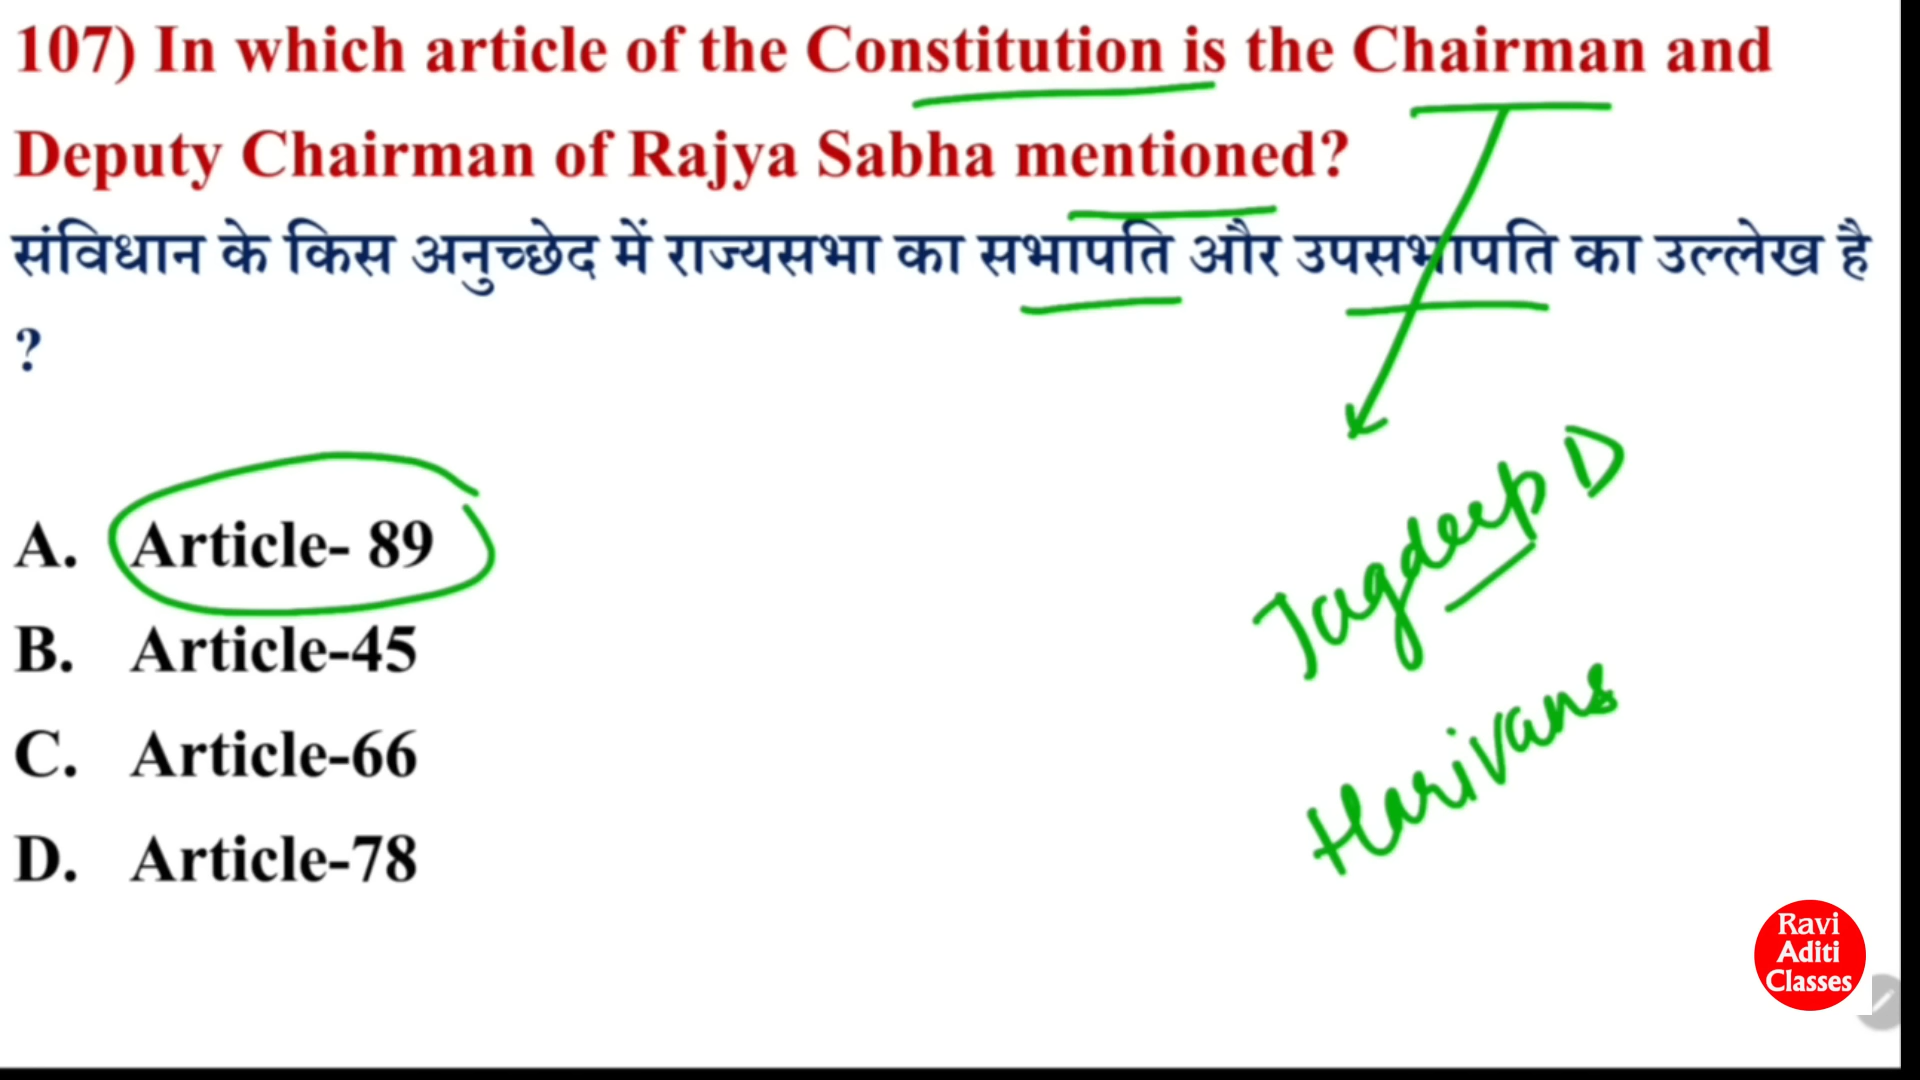 107) In which article of the Constitution is the Chairman and
Deputy Chairman of Rajya Sabha mentioned?
संविधान के किस अनुच्छेद में राज्यसभा का सभापति और उपसभापति का उल्लेख है
?
A. Article- 89
B. Article-45
C. Article-66
D. Article-78
Jagdeep D
Harivans
Ravi
Aditi
Classes